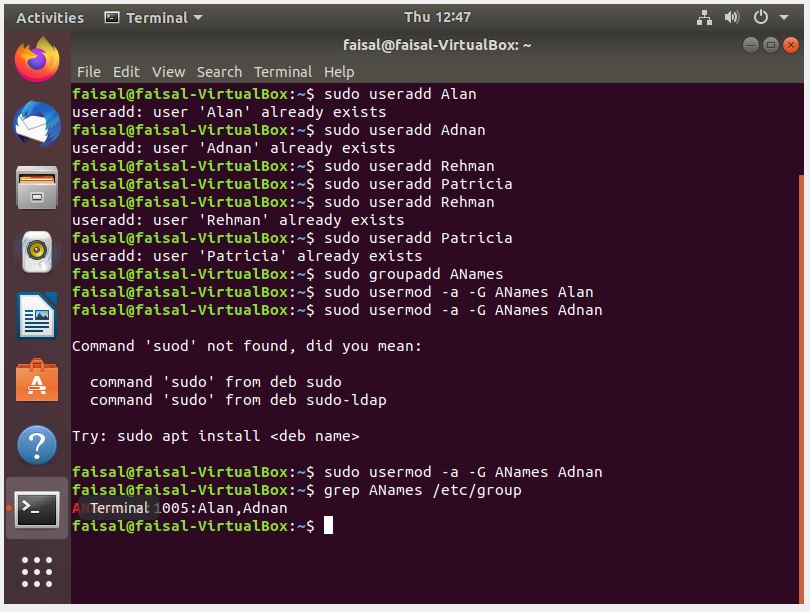 Activities Terminal Thu 12:47
faisal@faisal-VirtualBox: ~
File Edit View Search Terminal Help
faisal@faisal-VirtualBox:~$ sudo useradd Alan
useradd: user 'Alan' already exists
faisal@faisal-VirtualBox:~$ sudo useradd Adnan
useradd: user 'Adnan' already exists
faisal@faisal-VirtualBox:~$ sudo useradd Rehman
faisal@faisal-VirtualBox:~$ sudo useradd Patricia
faisal@faisal-VirtualBox:~$ sudo useradd Rehman
useradd: user 'Rehman' already exists
faisal@faisal-VirtualBox:~$ sudo useradd Patricia
useradd: user 'Patricia' already exists
faisal@faisal-VirtualBox:~$ sudo groupadd ANames
faisal@faisal-VirtualBox:~$ sudo usermod -a -G ANames Alan
faisal@faisal-VirtualBox:~$ suod usermod -a -G ANames Adnan
Command 'suod' not found, did you mean:
command 'sudo' from deb sudo
command 'sudo' from deb sudo-ldap
Try: sudo apt install <deb name>
faisal@faisal-VirtualBox:~$ sudo usermod -a -G ANames Adnan
faisal@faisal-VirtualBox:~$ grep ANames /etc/group
Terminal 1005:Alan,Adnan
faisal@faisal-VirtualBox:~$